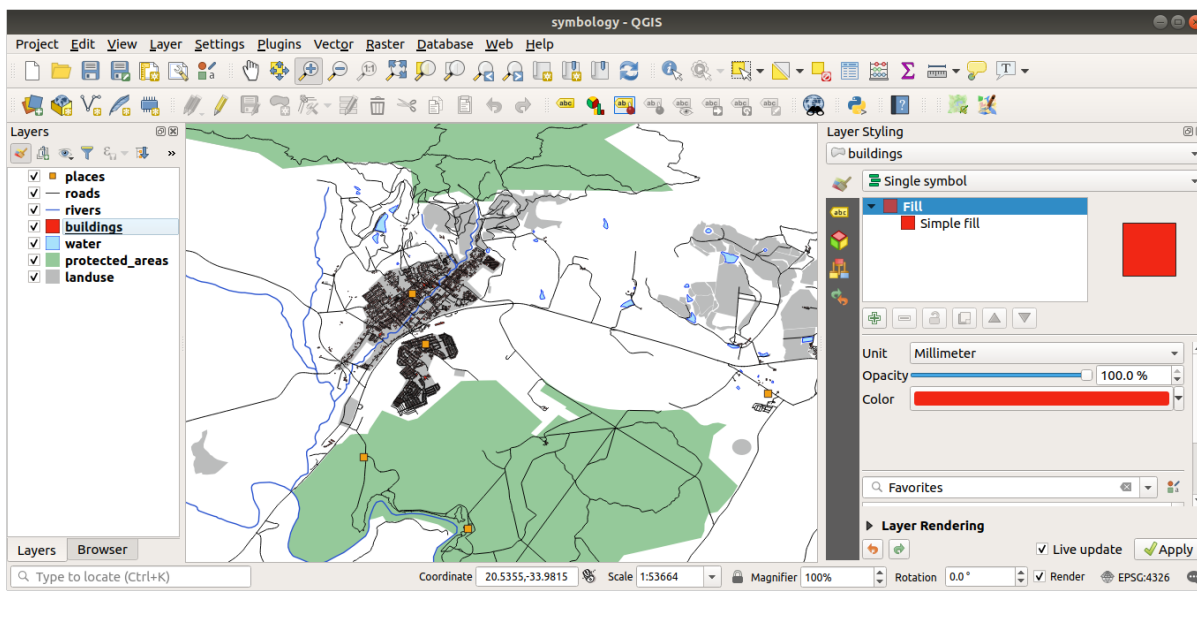 symbology - QGIS
Project Edit View Layer Settings Plugins Vector Raster Database Web Help
Layers
places
roads
rivers
buildings
water
protected_areas
landuse
Layers Browser
Layer Styling
buildings
Single symbol
Fill
Simple fill
Unit Millimeter
Opacity 100.0 %
Color
Favorites
Layer Rendering
Live update Apply
Type to locate (Ctrl+K) Coordinate 20.5355,-33.9815 Scale 1:53664 Magnifier 100% Rotation 0.0 ° Render EPSG:4326